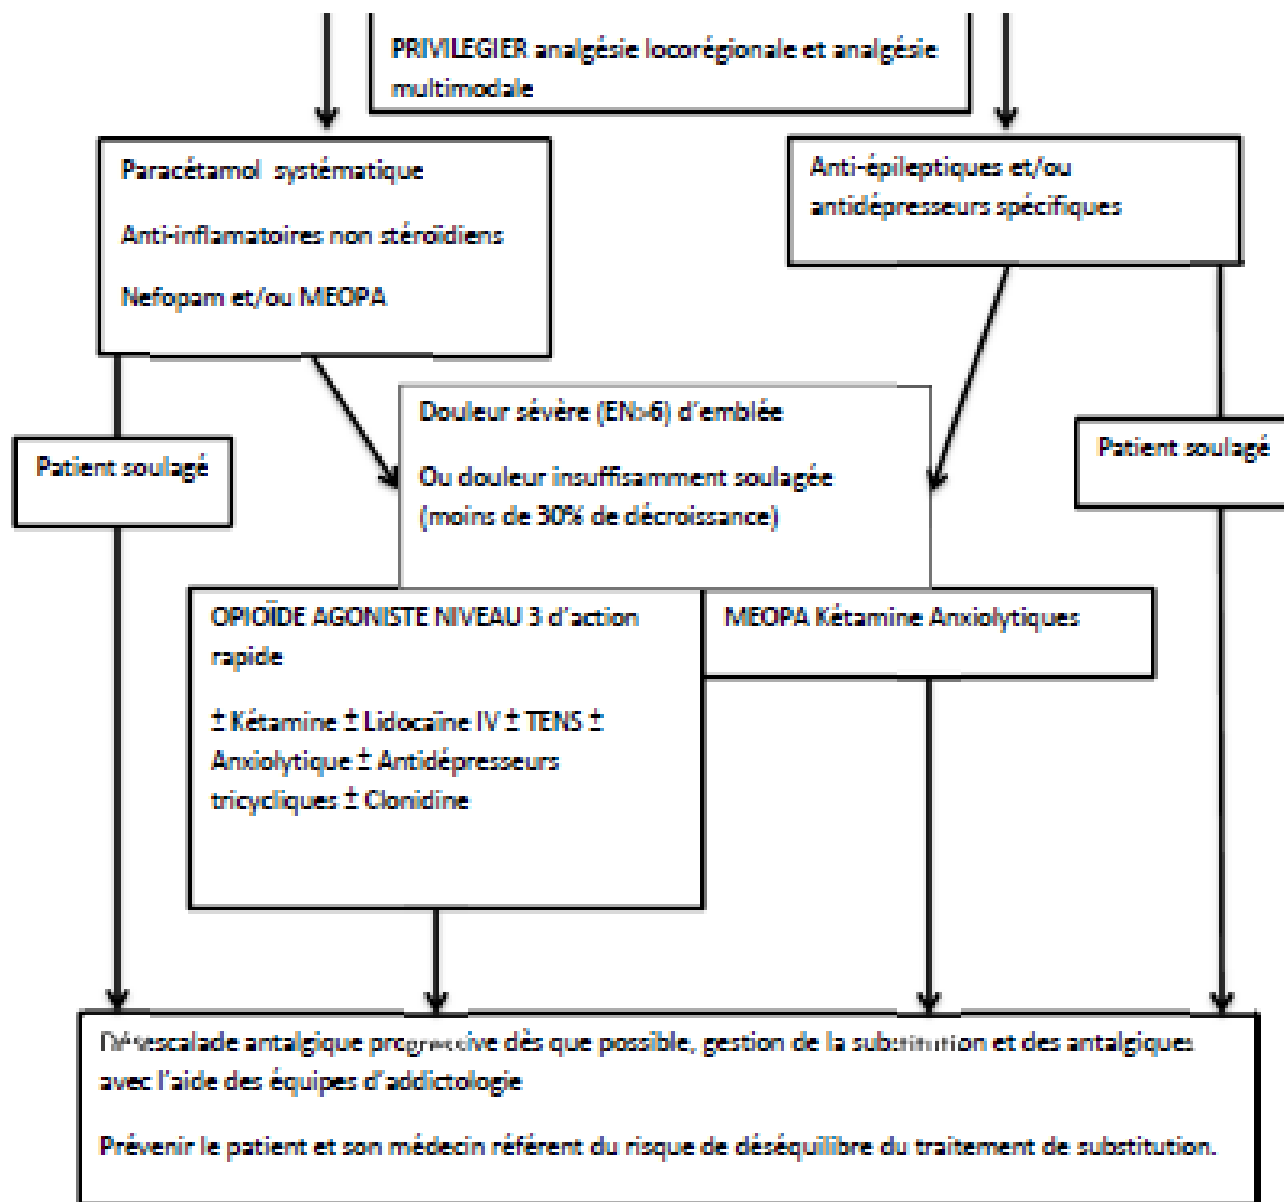 PRIVILEGIER analgésie locorégionale et analgésie
multimodale
Paracétamol systématique
Anti-inflamatoires non stéroïdiens
Nefopam et/ou MEOPA
Anti-épileptiques et/ou
antidépresseurs spécifiques
Douleur sévère (EN>6) d'emblée
Ou douleur insuffisamment soulagée
(moins de 30% de décroissance)
Patient soulagé
Patient soulagé
OPIOÏDE AGONISTE NIVEAU 3 d'action
rapide
± Kétamine ± Lidocaïne IV ± TENS ±
Anxiolytique ± Antidépresseurs
tricycliques ± Clonidine
MEOPA Kétamine Anxiolytiques
Désescalade antalgique progressive dès que possible, gestion de la substitution et des antalgiques
avec l'aide des équipes d'addictologie
Prévenir le patient et son médecin référent du risque de déséquilibre du traitement de substitution.